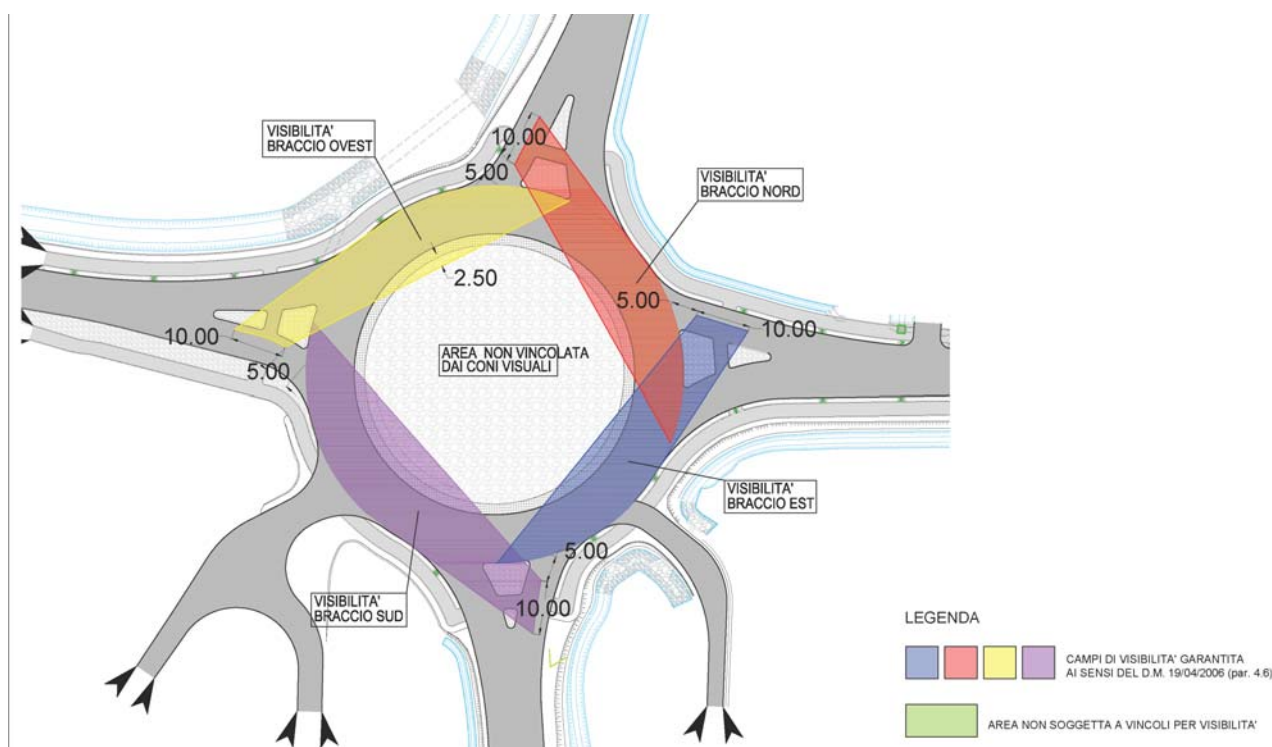 VISIBILITA'
BRACCIO OVEST
10.00
5.00
VISIBILITA'
BRACCIO NORD
2.50
5.00
10.00
10.00
5.00
AREA NON VINCOLATA
DAI CONI VISUALI
VISIBILITA'
BRACCIO EST
5.00
10.00
VISIBILITA'
BRACCIO SUD
LEGENDA
CAMPI DI VISIBILITA' GARANTITA
AI SENSI DEL D.M. 19/04/2006 (par. 4.6)
AREA NON SOGGETTA A VINCOLI PER VISIBILITA'